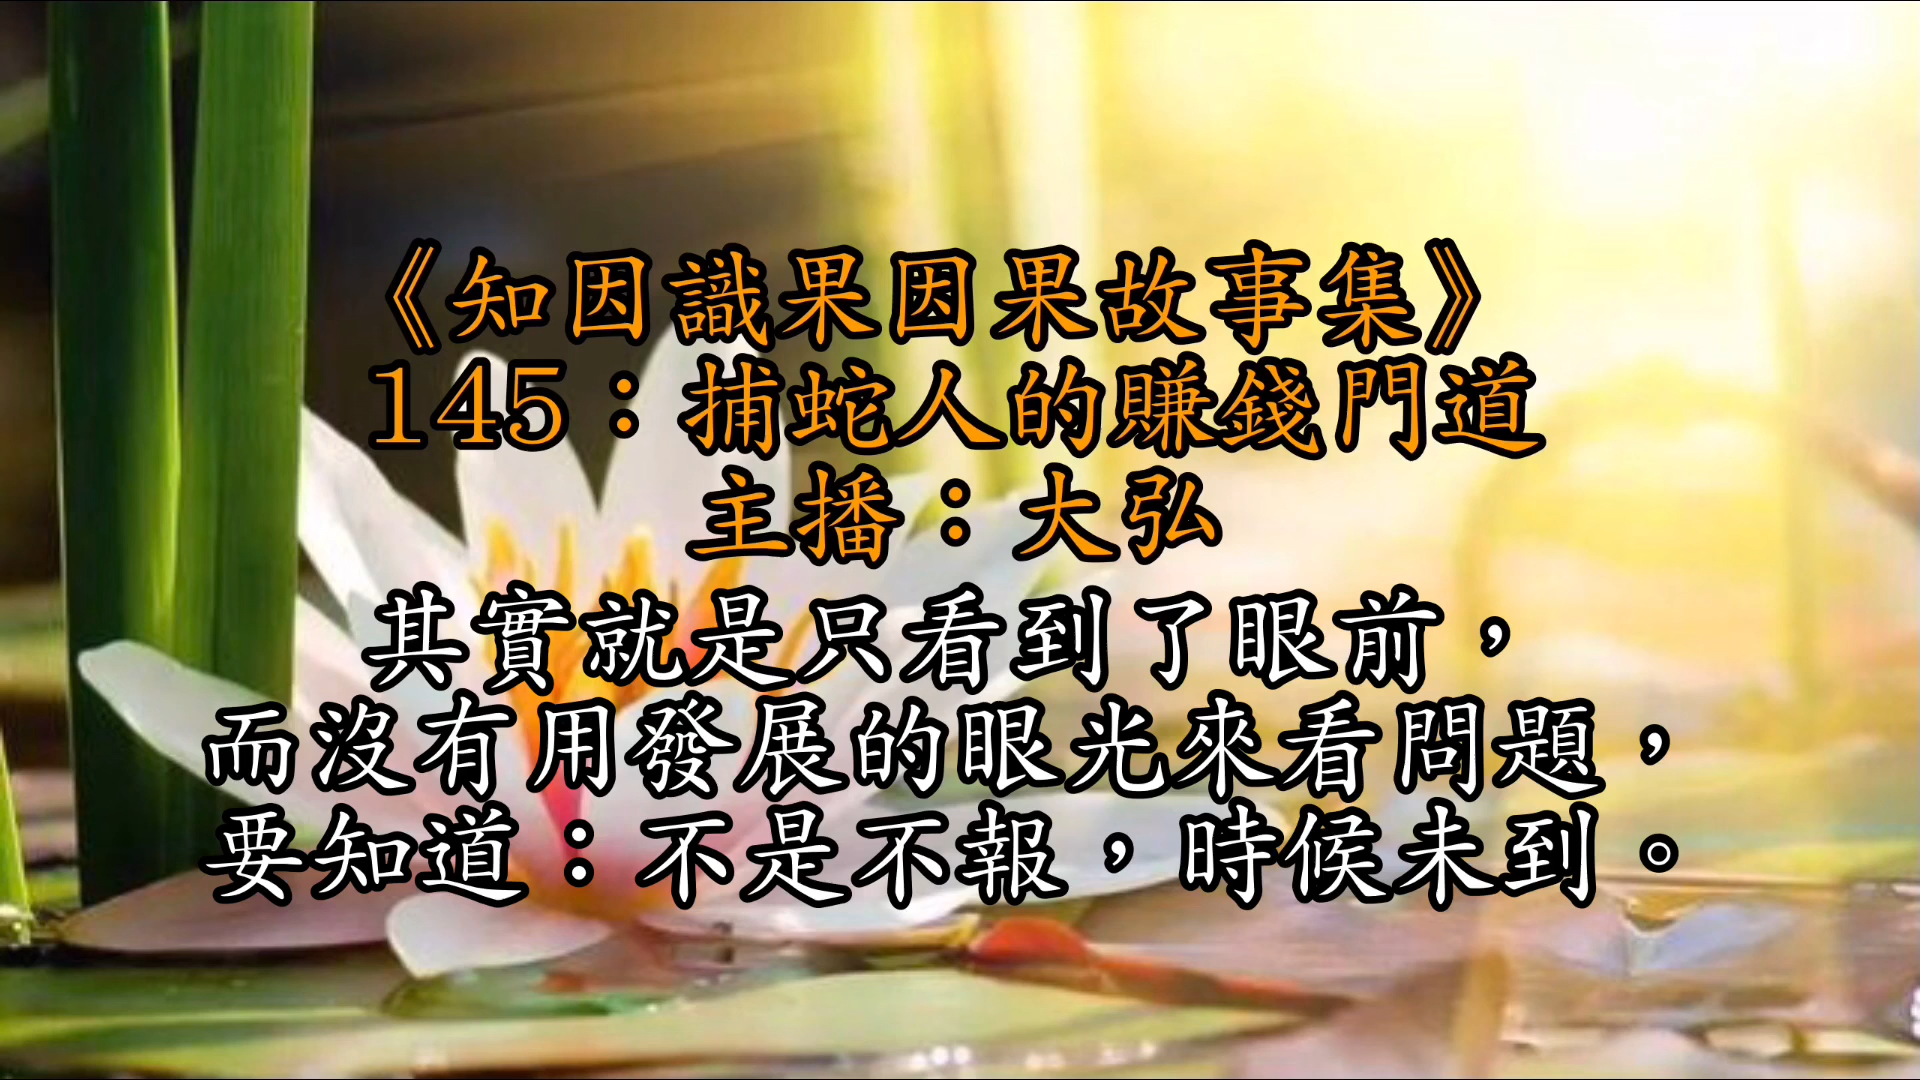 《知因識果因果故事集》
145：捕蛇人的賺錢門道
主播：大弘
其實就是只看到了眼前，
而沒有用發展的眼光來看問題，
要知道：不是不報，時候未到。